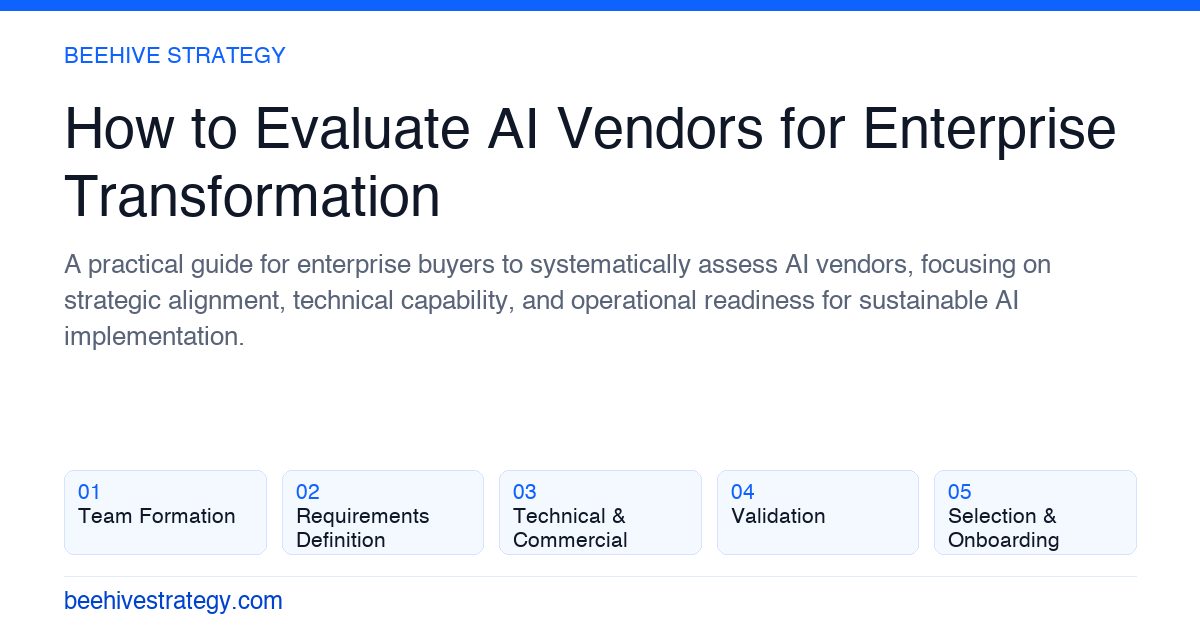 BEEHIVE STRATEGY
How to Evaluate AI Vendors for Enterprise
Transformation
A practical guide for enterprise buyers to systematically assess AI vendors, focusing on
strategic alignment, technical capability, and operational readiness for sustainable AI
implementation.
01
Team Formation
02
Requirements
Definition
03
Technical &
Commercial
04
Validation
05
Selection &
Onboarding
beehivestrategy.com